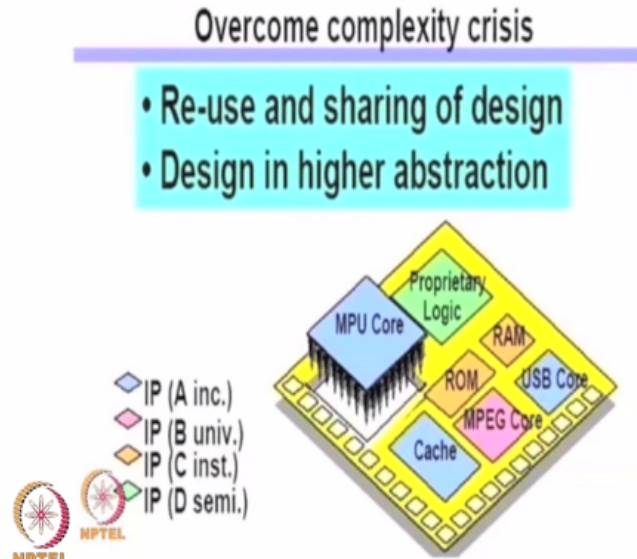 Overcome complexity crisis
• Re-use and sharing of design
• Design in higher abstraction
Proprietary
Logic
MPU Core
RAM
ROM
USB Core
MPEG Core
Cache
IP (A inc.)
IP (B univ.)
IP (C inst.)
IP (D semi.)
NPTEL
NPTEL